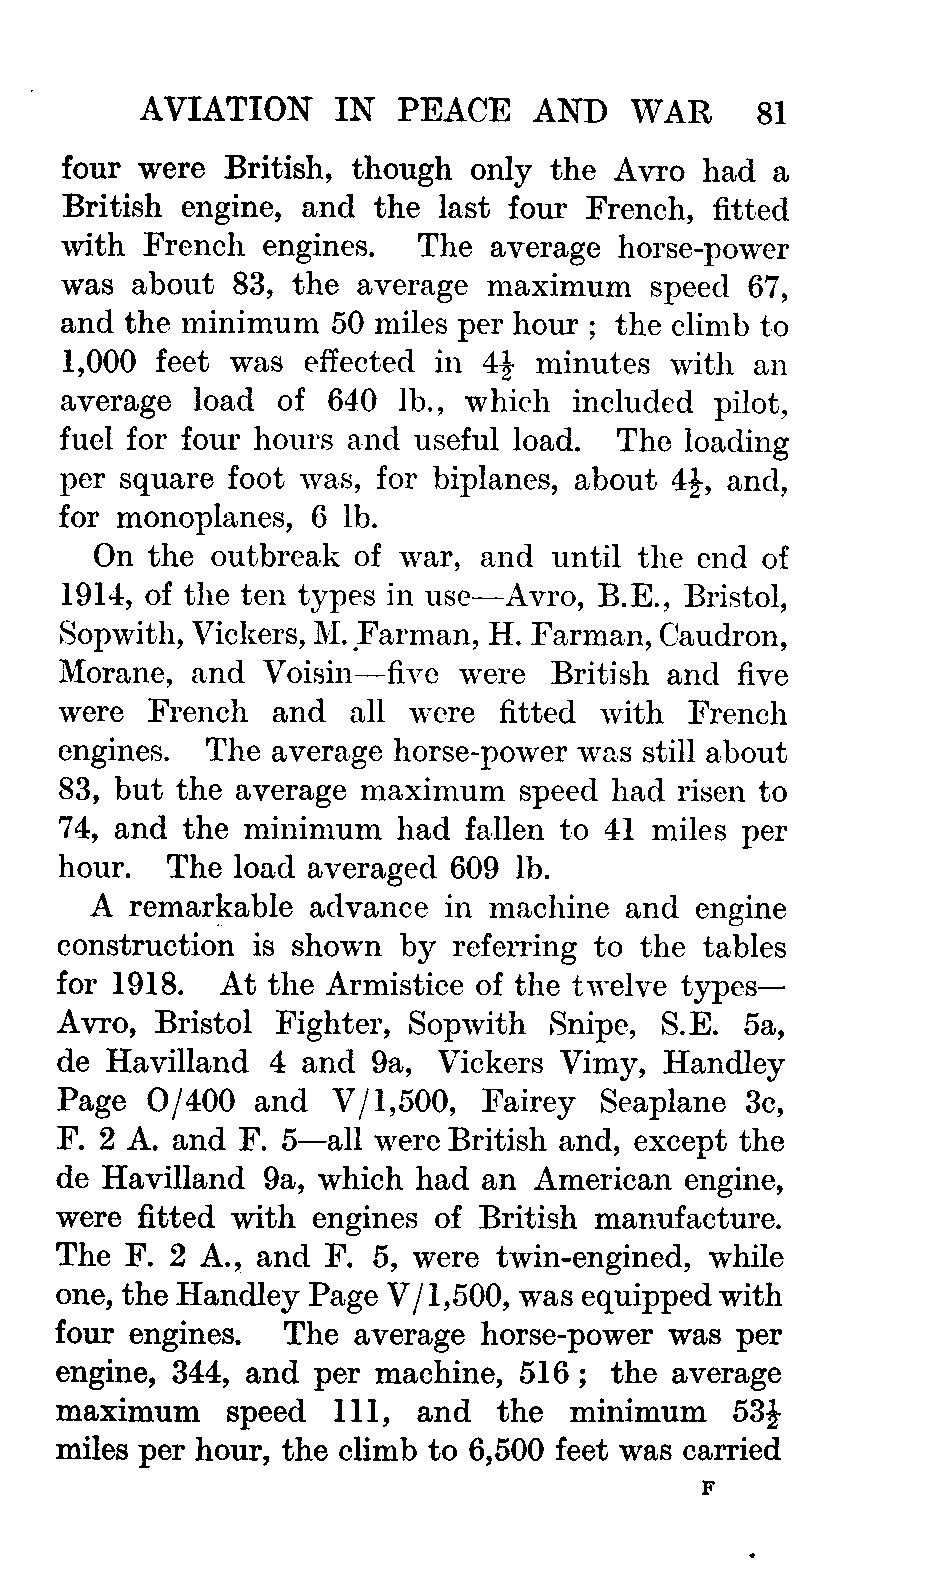 AVIATION IN PEACE AND WAR 81
four were British, though only the Avro had a
British engine, and the last four French, fitted
with French engines. The average horse-power
was about 83, the average maximum speed 67,
and the minimum 50 miles per hour ; the climb to
1,000 feet was effected in 4½ minutes with an
average load of 640 lb., which included pilot,
fuel for four hours and useful load. The loading
per square foot was, for biplanes, about 4½, and,
for monoplanes, 6 lb.
On the outbreak of war, and until the end of
1914, of the ten types in use—Avro, B.E., Bristol,
Sopwith, Vickers, M. Farman, H. Farman, Caudron,
Morane, and Voisin—five were British and five
were French and all were fitted with French
engines. The average horse-power was still about
83, but the average maximum speed had risen to
74, and the minimum had fallen to 41 miles per
hour. The load averaged 609 lb.
A remarkable advance in machine and engine
construction is shown by referring to the tables
for 1918. At the Armistice of the twelve types—
Avro, Bristol Fighter, Sopwith Snipe, S.E. 5a,
de Havilland 4 and 9a, Vickers Vimy, Handley
Page O/400 and V/1,500, Fairey Seaplane 3c,
F. 2 A. and F. 5—all were British and, except the
de Havilland 9a, which had an American engine,
were fitted with engines of British manufacture.
The F. 2 A., and F. 5, were twin-engined, while
one, the Handley Page V/1,500, was equipped with
four engines. The average horse-power was per
engine, 344, and per machine, 516 ; the average
maximum speed 111, and the minimum 53½
miles per hour, the climb to 6,500 feet was carried
F